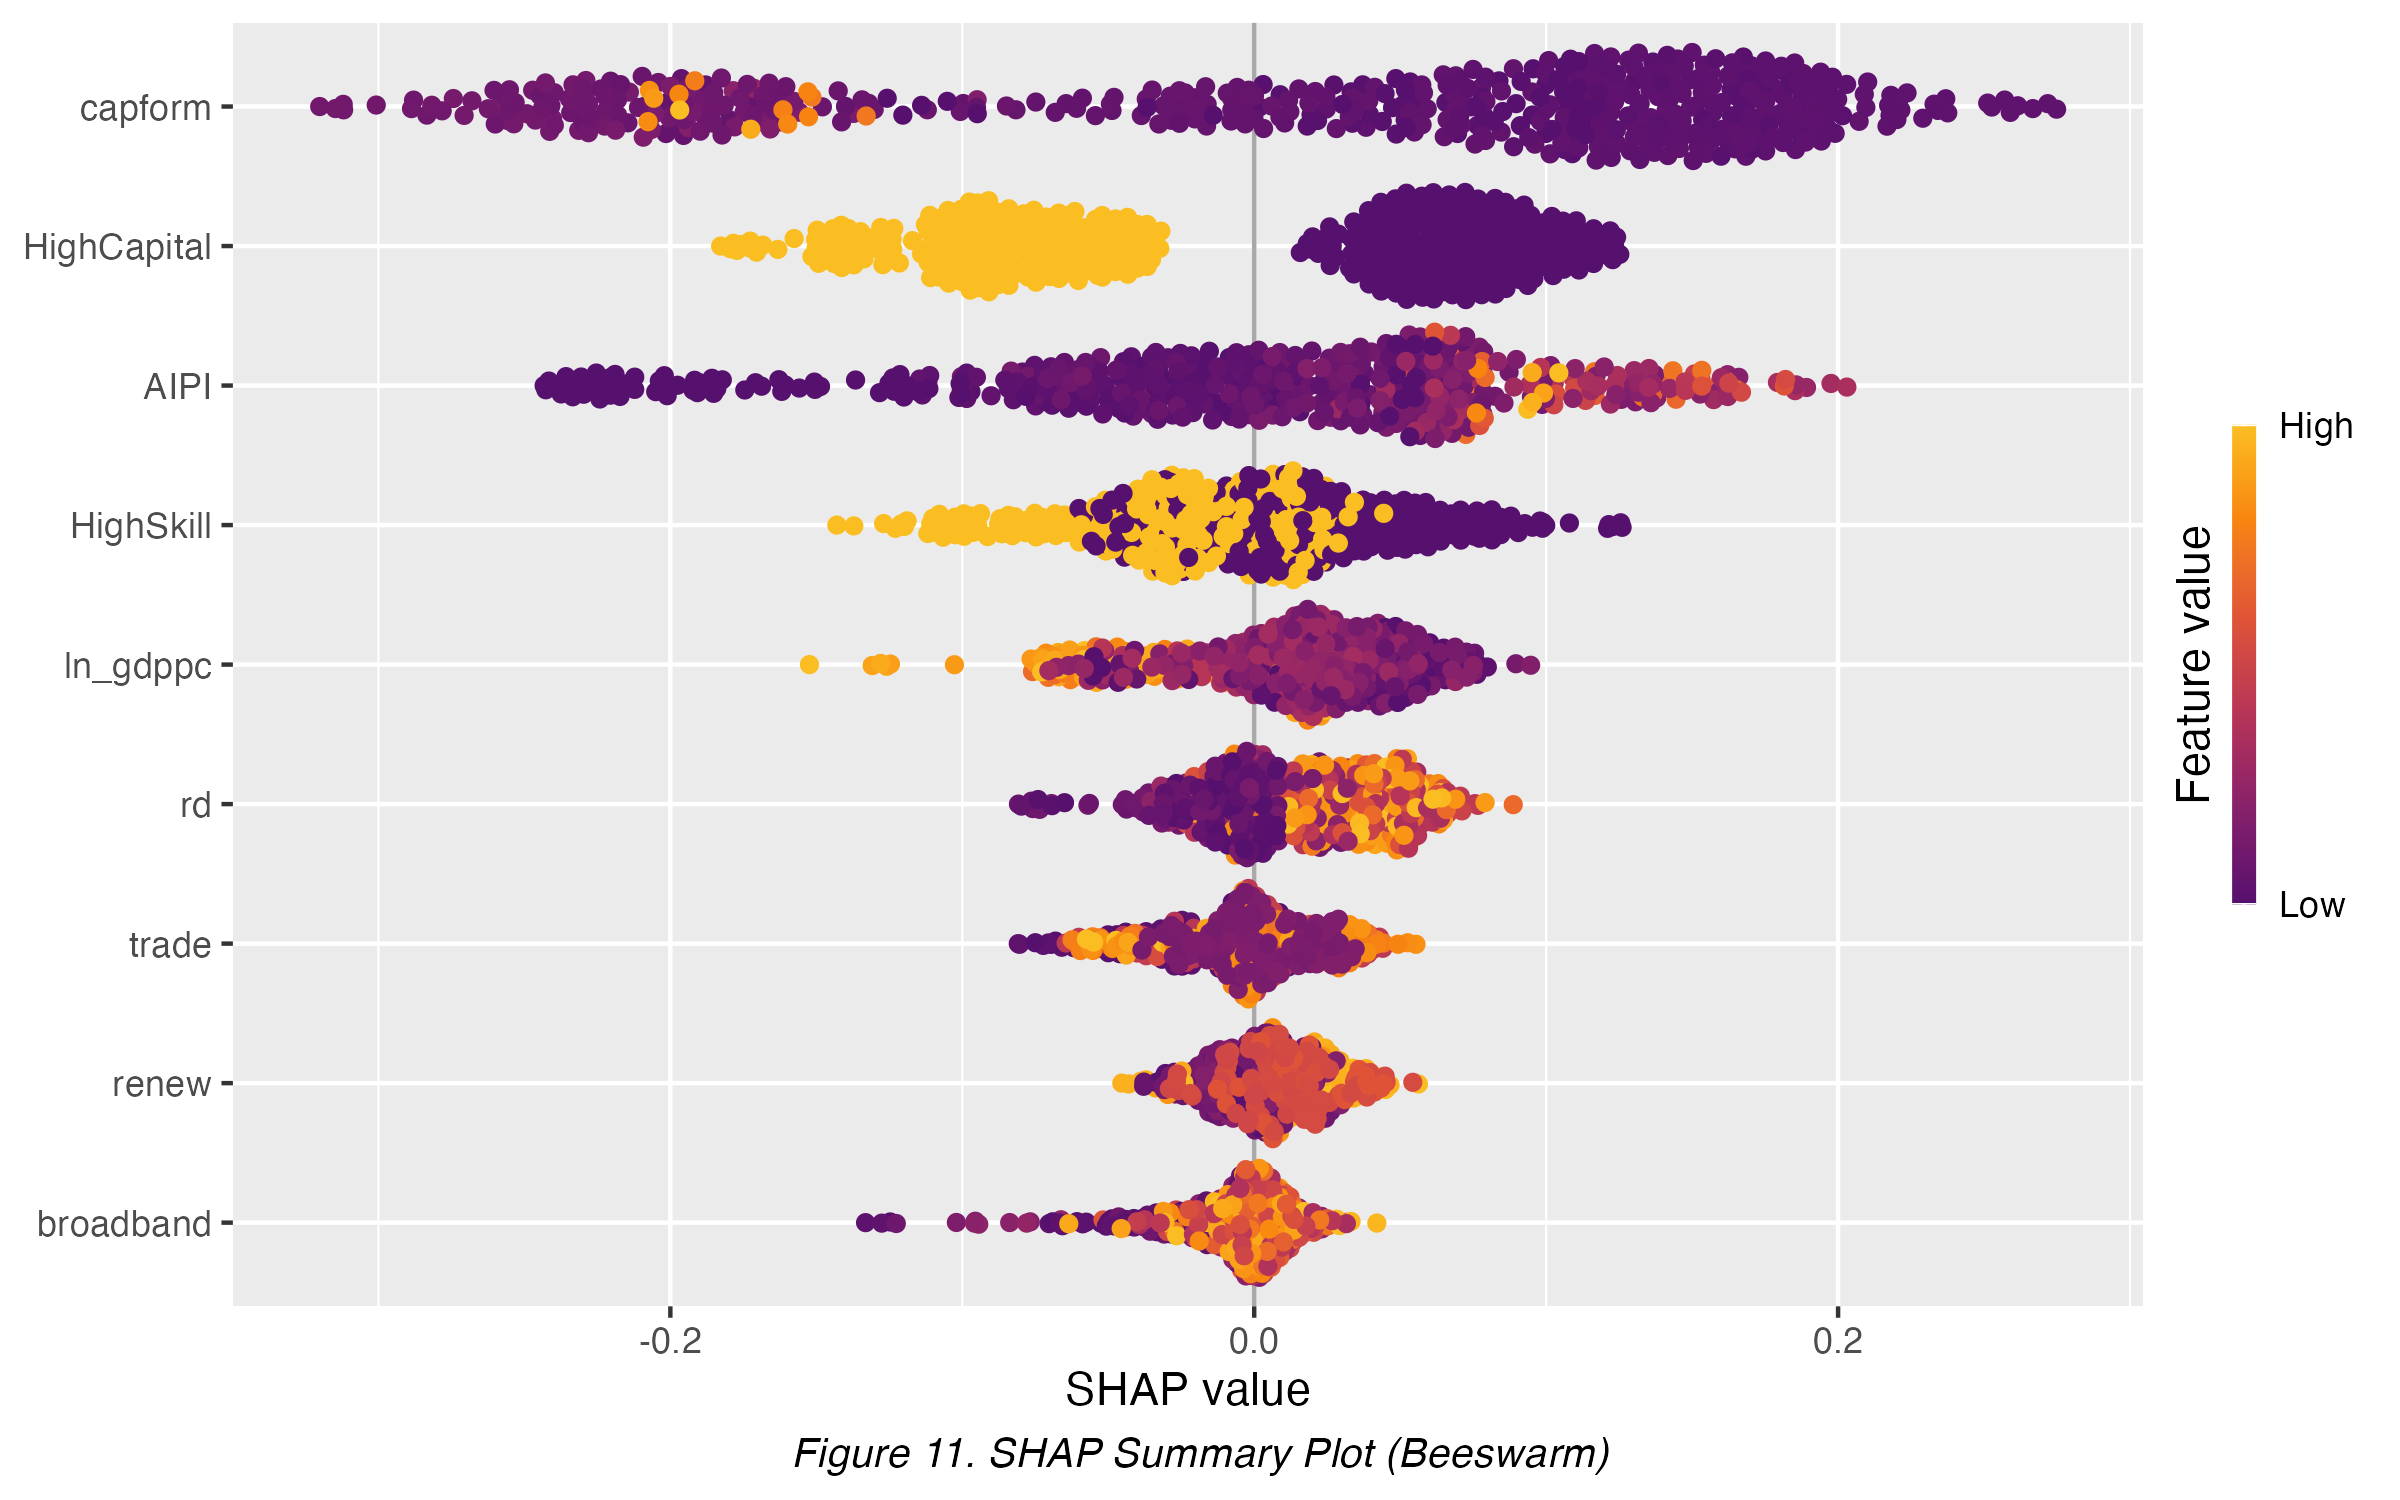 capform
HighCapital
AIPI
HighSkill
ln_gdppc
rd
trade
renew
broadband
-0.2
0.0
0.2
SHAP value
High
Low
Feature value
Figure 11. SHAP Summary Plot (Beeswarm)